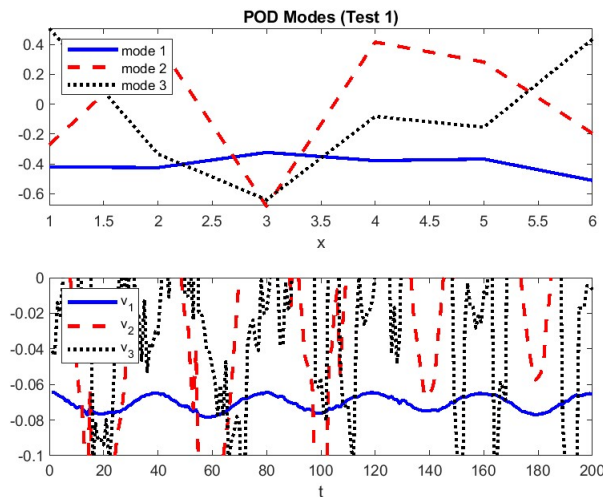 POD Modes (Test 1)
0.4
0.2
0
-0.2
-0.4
-0.6
mode 1
mode 2
mode 3
1 1.5 2 2.5 3 3.5 4 4.5 5 5.5 6
x
0
-0.02
-0.04
-0.06
-0.08
-0.1
v1
v2
v3
0 20 40 60 80 100 120 140 160 180 200
t